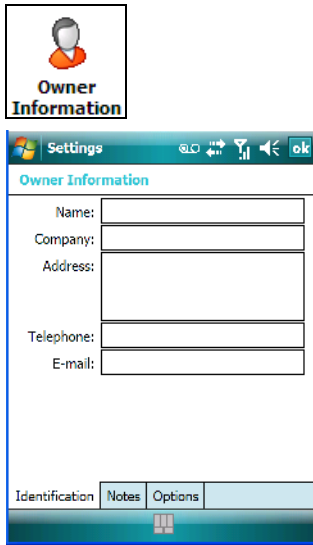 Owner
Information
Settings
ok
Owner Information
Name:
Company:
Address:
Telephone:
E-mail:
Identification Notes Options